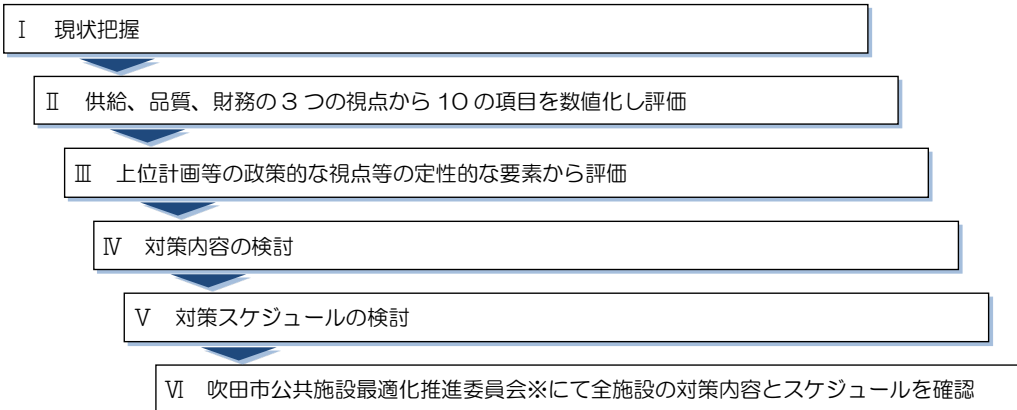 Ⅰ 現状把握
Ⅱ 供給、品質、財務の3つの視点から10の項目を数値化し評価
Ⅲ 上位計画等の政策的な視点等の定性的な要素から評価
Ⅳ 対策内容の検討
Ⅴ 対策スケジュールの検討
Ⅵ 吹田市公共施設最適化推進委員会※にて全施設の対策内容とスケジュールを確認